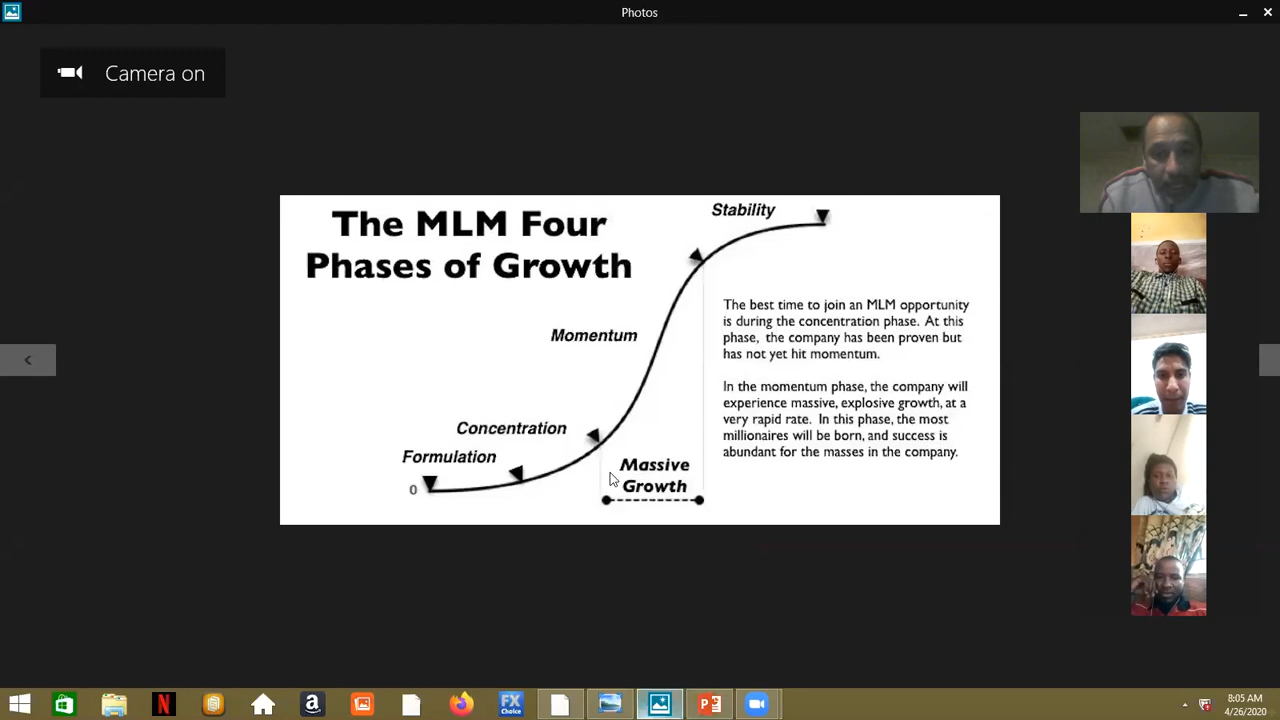 Photos
Camera on
The MLM Four
Phases of Growth
Stability
Momentum
Concentration
Formulation
0
Massive
Growth
The best time to join an MLM opportunity
is during the concentration phase. At this
phase, the company has been proven but
has not yet hit momentum.
In the momentum phase, the company will
experience massive, explosive growth, at a
very rapid rate. In this phase, the most
millionaires will be born, and success is
abundant for the masses in the company.
FX
Choice
8:05 AM
4/26/2020